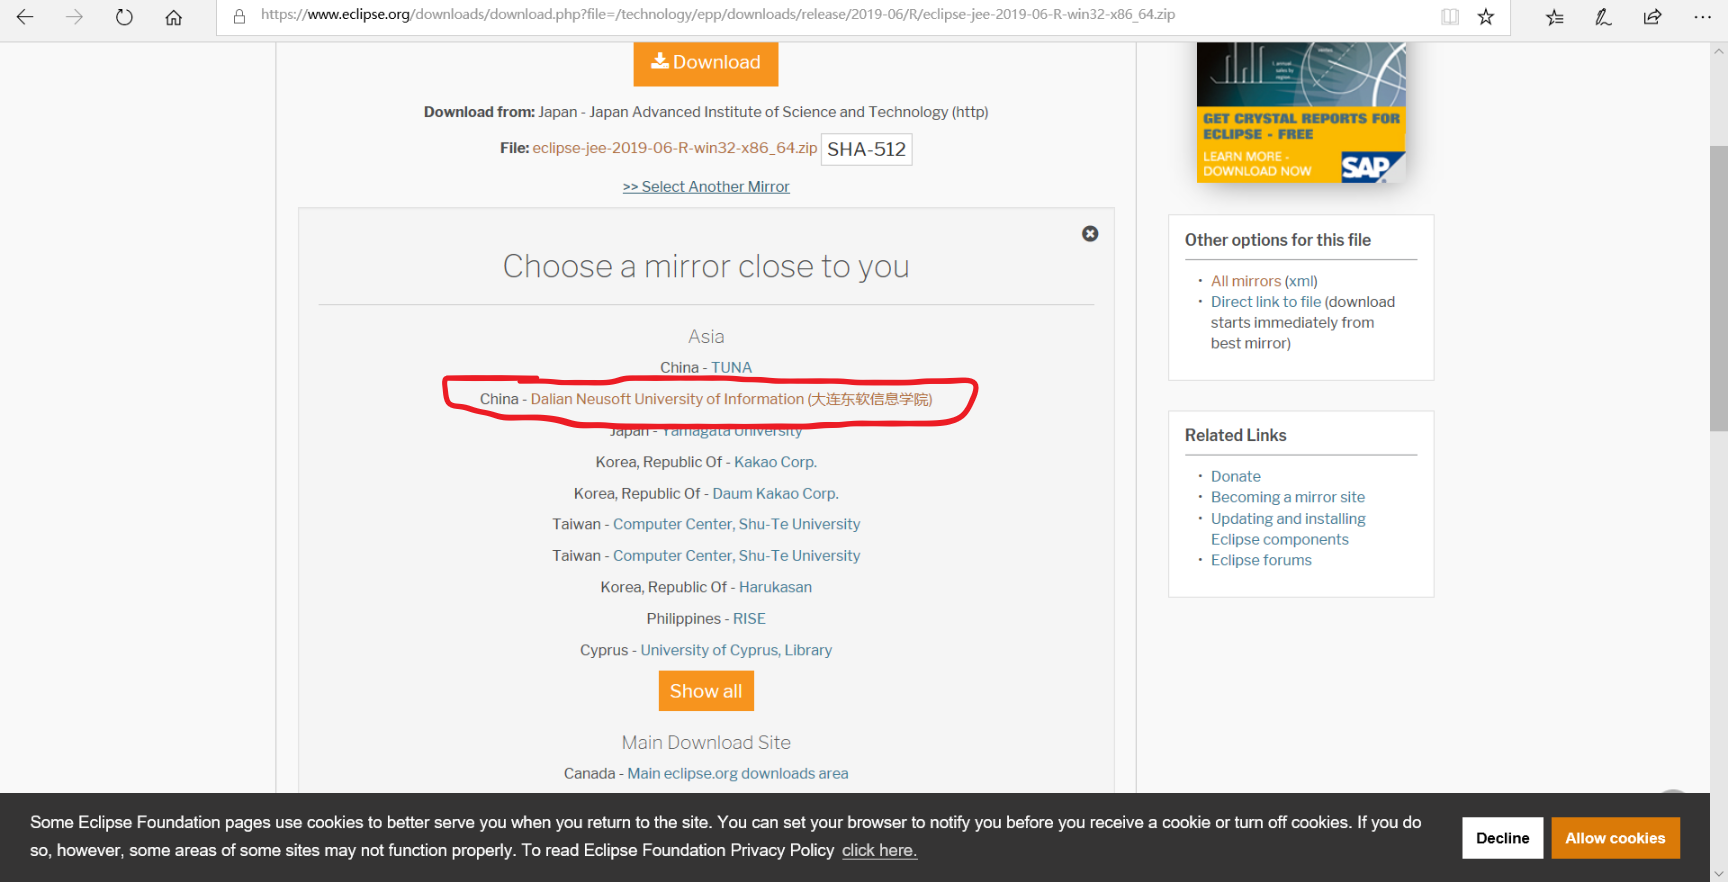 https://www.eclipse.org/downloads/download.php?file=/technology/epp/downloads/release/2019-06/R/eclipse-jee-2019-06-R-win32-x86_64.zip
Download
Download from: Japan - Japan Advanced Institute of Science and Technology (http)
File: eclipse-jee-2019-06-R-win32-x86_64.zip SHA-512
>> Select Another Mirror
Choose a mirror close to you
Asia
China - TUNA
China - Dalian Neusoft University of Information (大连东软信息学院)
Japan - Yamagata University
Korea, Republic Of - Kakao Corp.
Korea, Republic Of - Daum Kakao Corp.
Taiwan - Computer Center, Shu-Te University
Taiwan - Computer Center, Shu-Te University
Korea, Republic Of - Harukasan
Philippines - RISE
Cyprus - University of Cyprus, Library
Show all
Main Download Site
Canada - Main eclipse.org downloads area
GET CRYSTAL REPORTS FOR
ECLIPSE - FREE
LEARN MORE -
DOWNLOAD NOW
SAP
Other options for this file
All mirrors (xml)
Direct link to file (download
starts immediately from
best mirror)
Related Links
Donate
Becoming a mirror site
Updating and installing
Eclipse components
Eclipse forums
Some Eclipse Foundation pages use cookies to better serve you when you return to the site. You can set your browser to notify you before you receive a cookie or turn off cookies. If you do
so, however, some areas of some sites may not function properly. To read Eclipse Foundation Privacy Policy click here.
Decline
Allow cookies